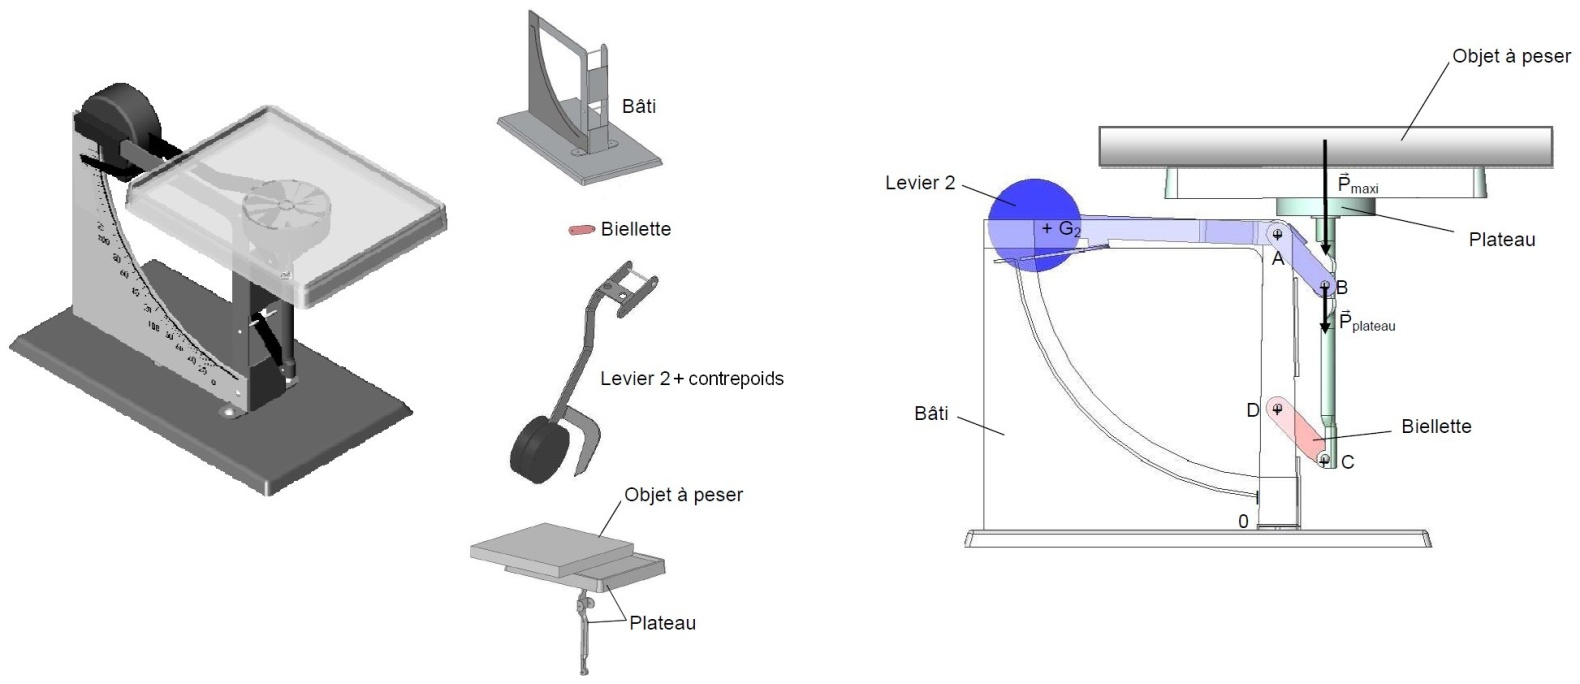 Bâti
Biellette
Levier 2 + contrepoids
Objet à peser
Plateau
Objet à peser
Levier 2
P⃗maxi
+ G2
Plateau
A
B
P⃗plateau
Bâti
D
Biellette
C
0